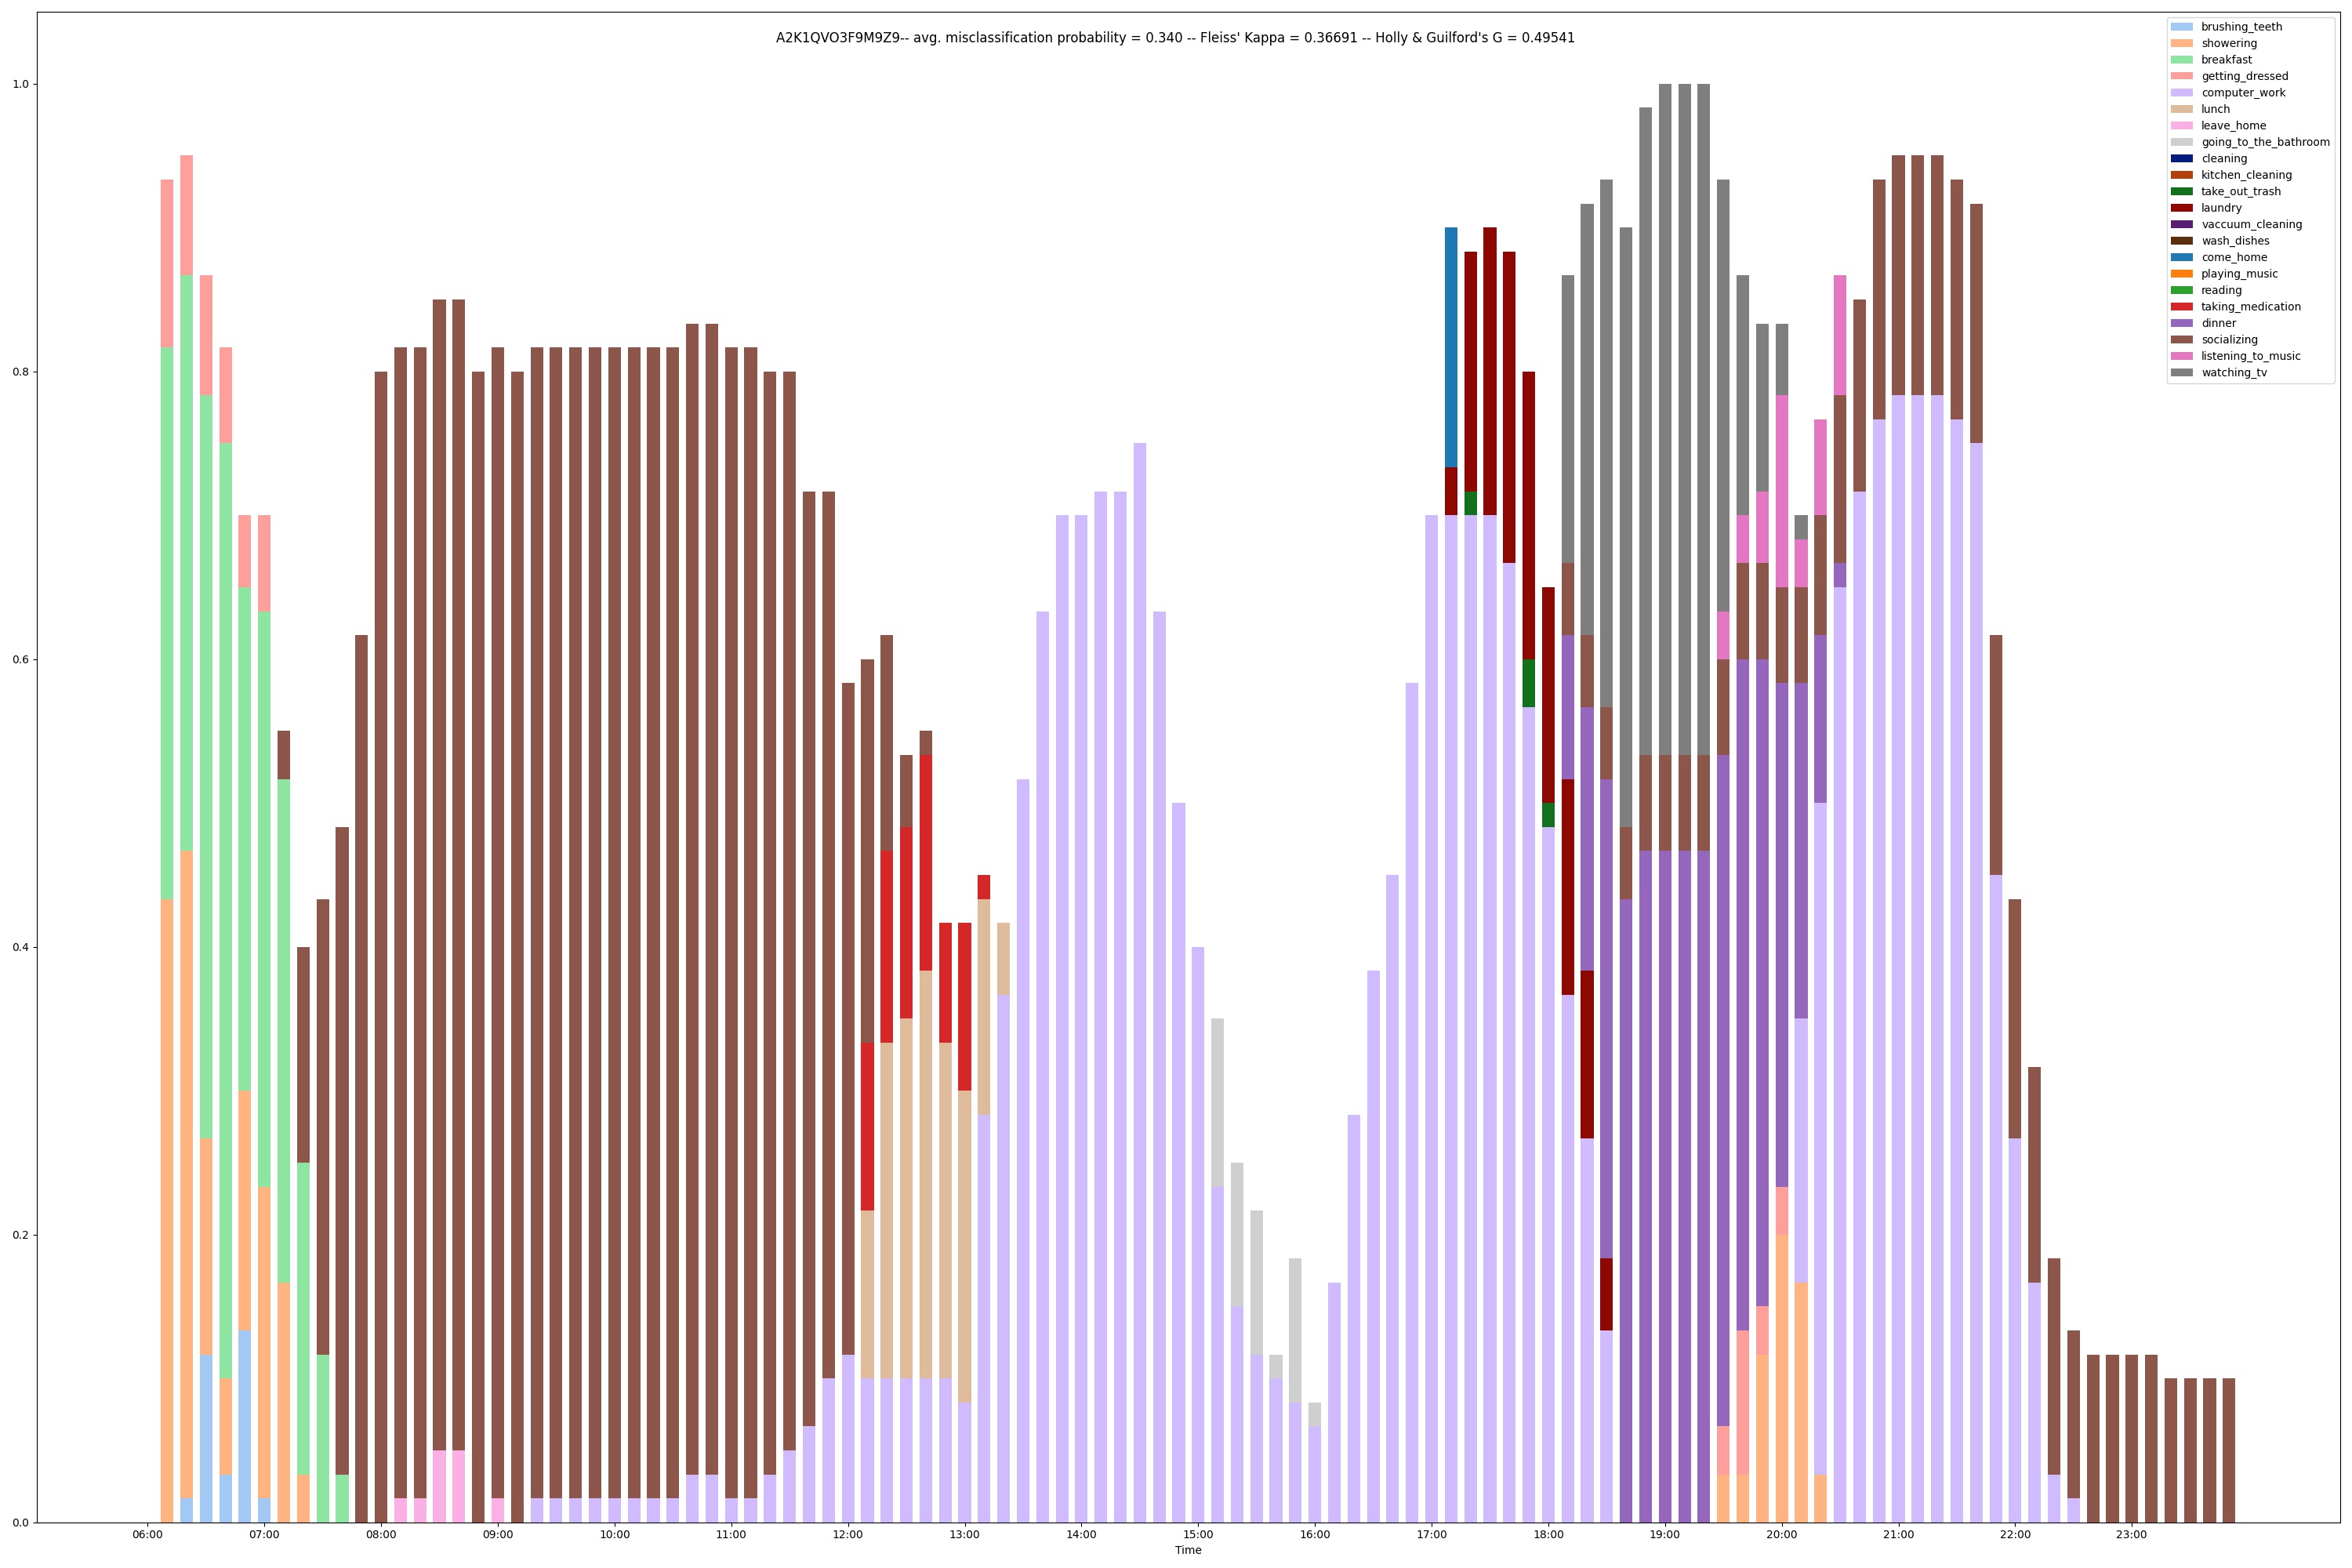 A2K1QVO3F9M9Z9-- avg. misclassification probability = 0.340 -- Fleiss' Kappa = 0.36691 -- Holly & Guilford's G = 0.49541
brushing_teeth
showering
breakfast
getting_dressed
computer_work
lunch
leave_home
going_to_the_bathroom
cleaning
kitchen_cleaning
take_out_trash
laundry
vaccuum_cleaning
wash_dishes
come_home
playing_music
reading
taking_medication
dinner
socializing
listening_to_music
watching_tv
1.0
0.8
0.6
0.4
0.2
0.0
06:00 07:00 08:00 09:00 10:00 11:00 12:00 13:00 14:00 15:00 16:00 17:00 18:00 19:00 20:00 21:00 22:00 23:00
Time